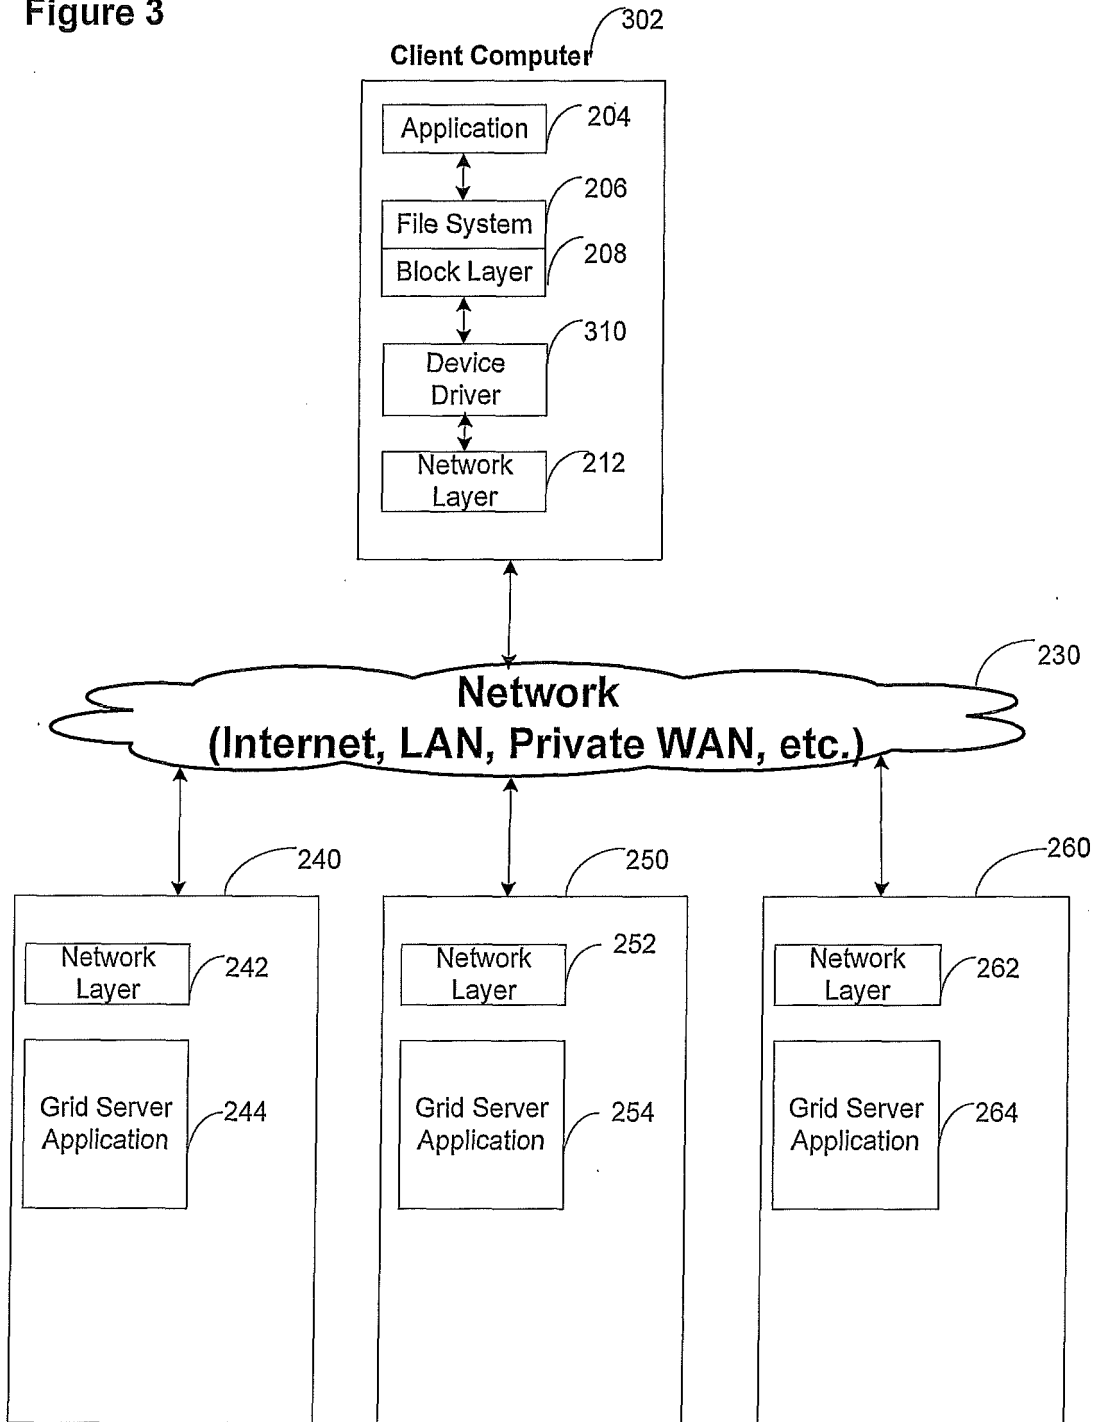 Figure 3
302
Client Computer
Application
204
206
File System
208
Block Layer
310
Device
Driver
Network
Layer
212
230
Network
(Internet, LAN, Private WAN, etc.)
240
250
260
Network
Layer
242
Network
Layer
252
Network
Layer
262
Grid Server
Application
244
Grid Server
Application
254
Grid Server
Application
264